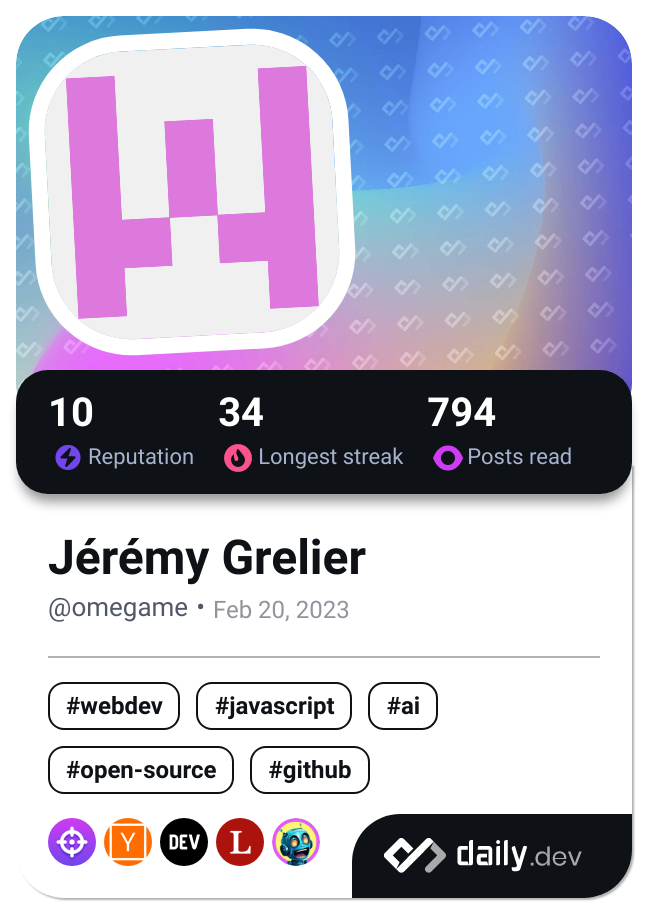 10 34 794
Reputation Longest streak Posts read
Jérémy Grelier
@omegame • Feb 20, 2023
#webdev #javascript #ai
#open-source #github
Y DEV L
daily.dev